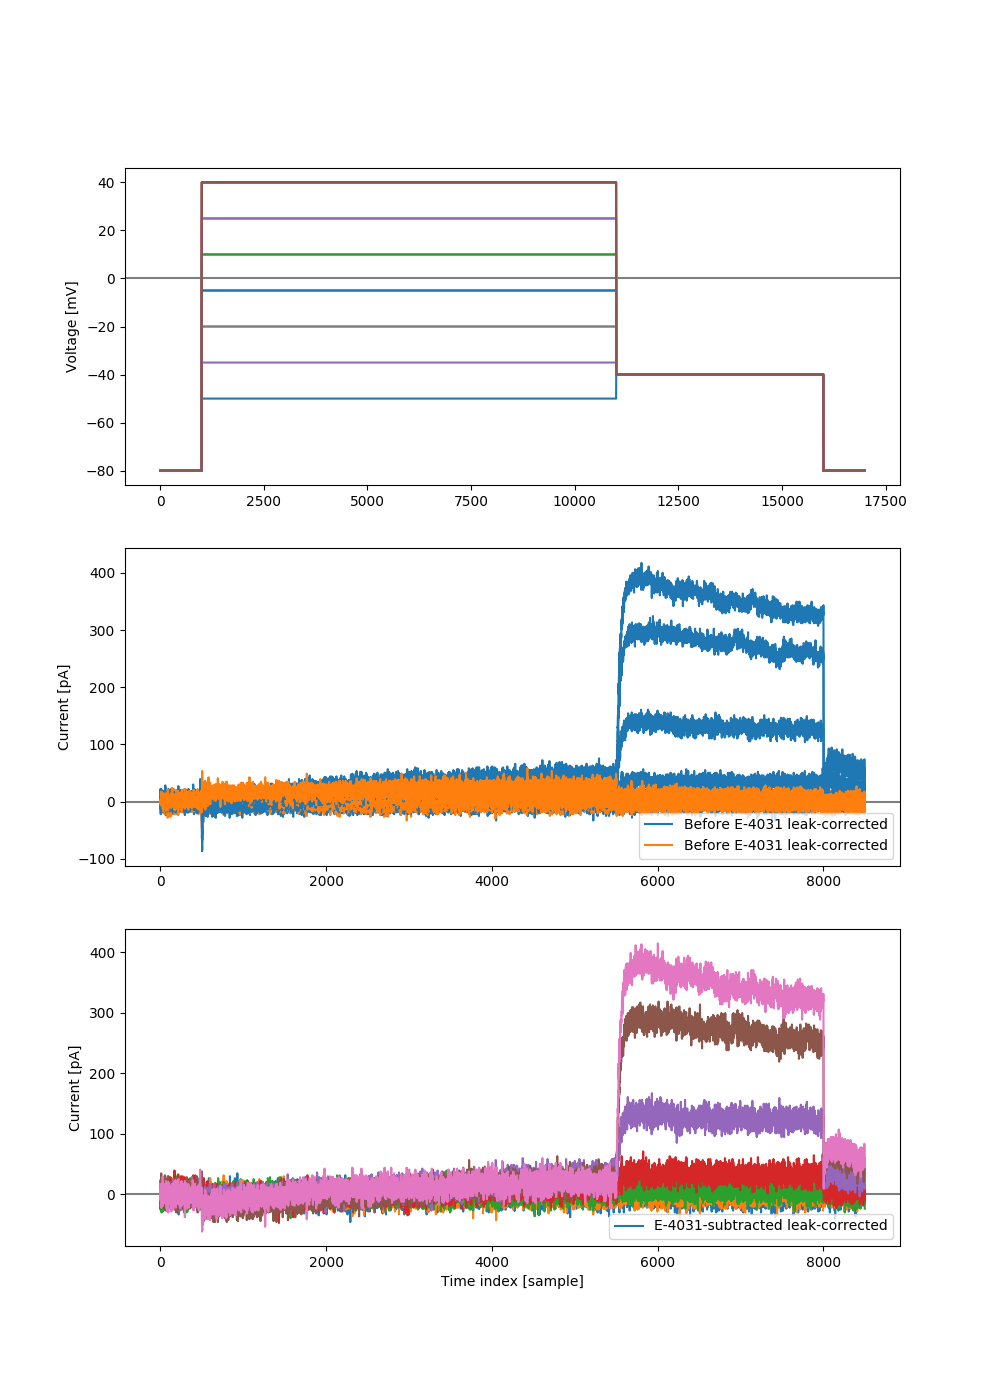 40
20
0
−20
−40
−60
−80
Voltage [mV]
0 2500 5000 7500 10000 12500 15000 17500
400
300
200
100
0
−100
Current [pA]
Before E-4031 leak-corrected
Before E-4031 leak-corrected
0 2000 4000 6000 8000
400
300
200
100
0
Current [pA]
E-4031-subtracted leak-corrected
0 2000 4000 6000 8000
Time index [sample]